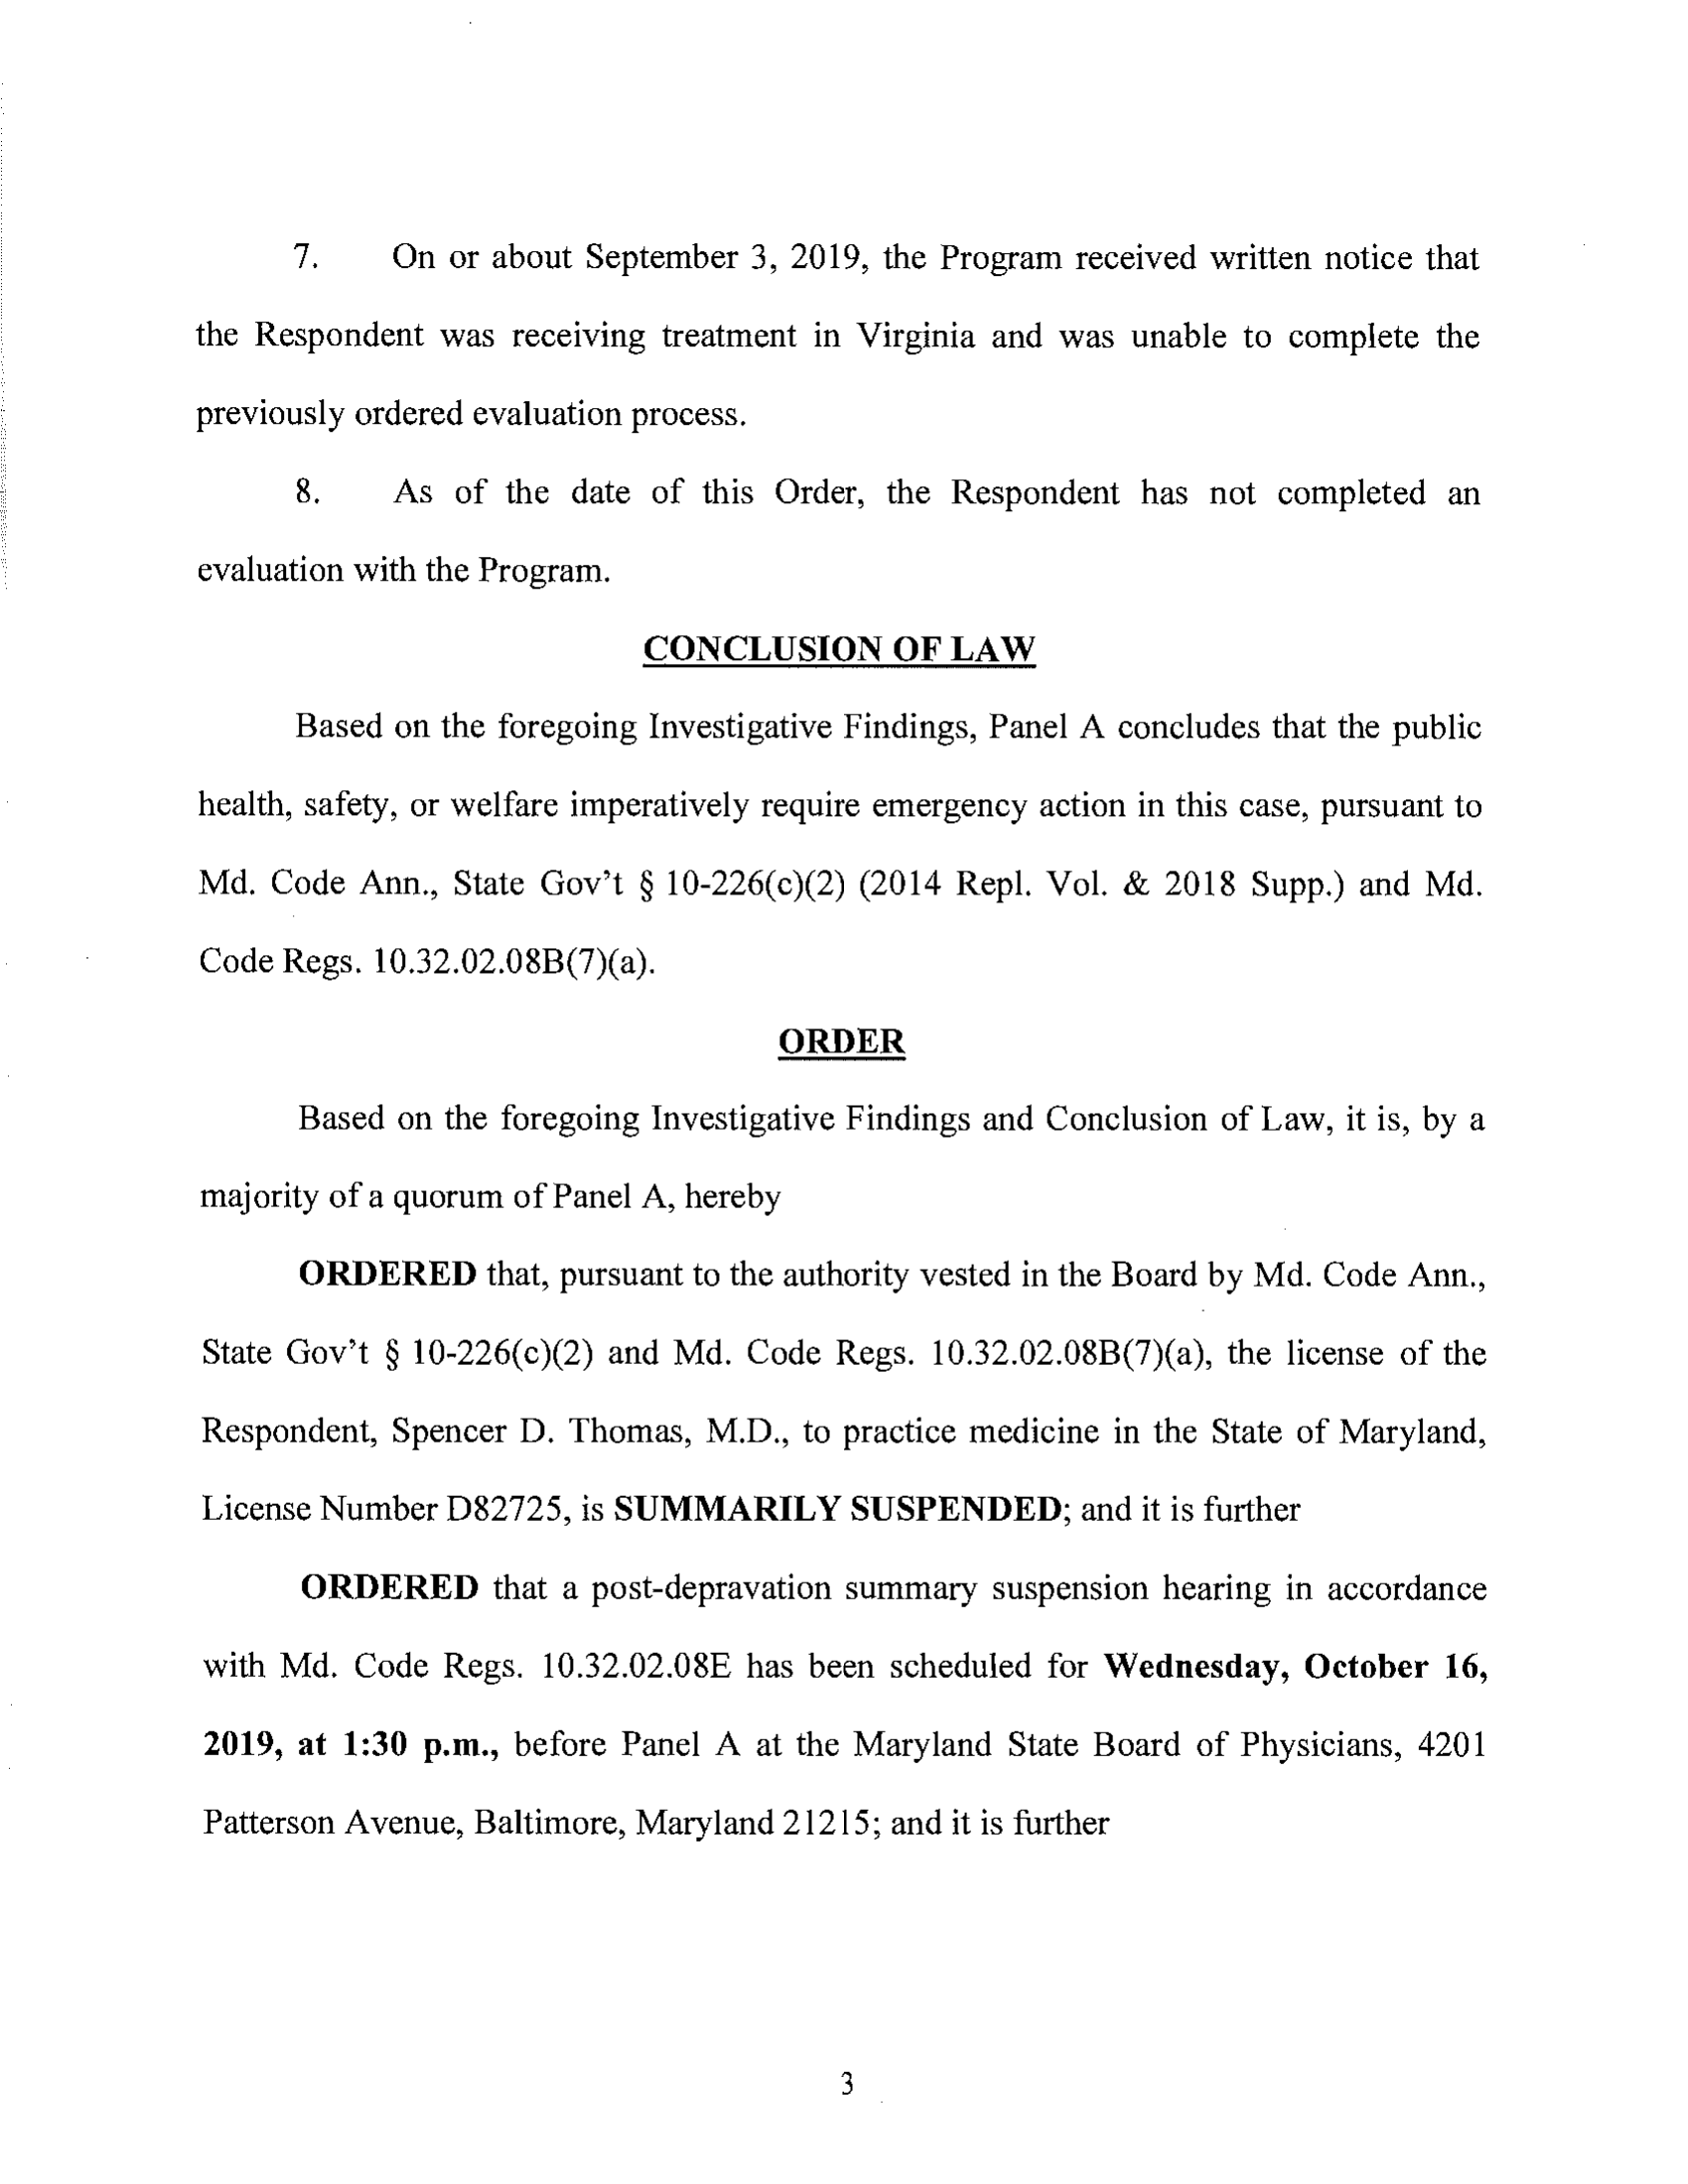 7. On or about September 3, 2019, the Program received written notice that
the Respondent was receiving treatment in Virginia and was unable to complete the
previously ordered evaluation process.
8. As of the date of this Order, the Respondent has not completed an
evaluation with the Program.
CONCLUSION OF LAW
Based on the foregoing Investigative Findings, Panel A concludes that the public
health, safety, or welfare imperatively require emergency action in this case, pursuant to
Md. Code Ann., State Gov't § 10-226(c)(2) (2014 Repl. Vol. & 2018 Supp.) and Md.
Code Regs. 10.32.02.08B(7)(a).
ORDER
Based on the foregoing Investigative Findings and Conclusion of Law, it is, by a
majority of a quorum of Panel A, hereby
ORDERED that, pursuant to the authority vested in the Board by Md. Code Ann.,
State Gov't § 10-226(c)(2) and Md. Code Regs. 10.32.02.08B(7)(a), the license of the
Respondent, Spencer D. Thomas, M.D., to practice medicine in the State of Maryland,
License Number D82725, is SUMMARILY SUSPENDED; and it is further
ORDERED that a post-depravation summary suspension hearing in accordance
with Md. Code Regs. 10.32.02.08E has been scheduled for Wednesday, October 16,
2019, at 1:30 p.m., before Panel A at the Maryland State Board of Physicians, 4201
Patterson Avenue, Baltimore, Maryland 21215; and it is further
3